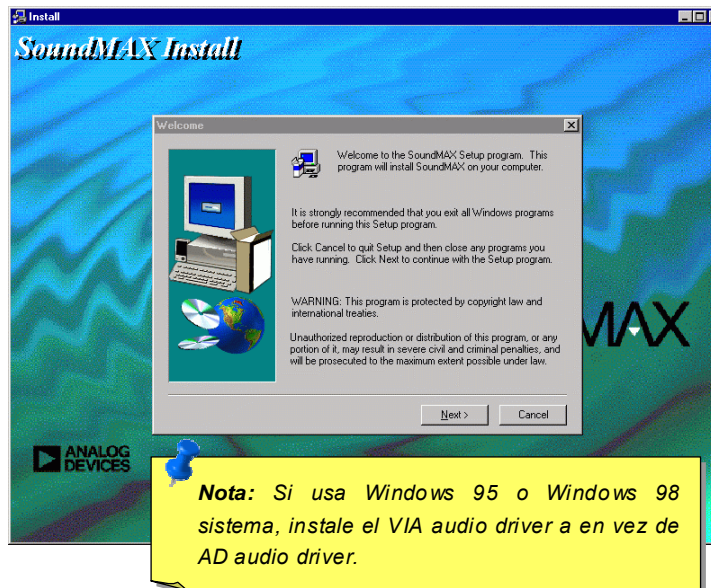 Install
SoundMAX Install
Welcome
Welcome to the SoundMAX Setup program. This
program will install SoundMAX on your computer.
It is strongly recommended that you exit all Windows programs
before running this Setup program.
Click Cancel to quit Setup and then close any programs you
have running. Click Next to continue with the Setup program.
WARNING: This program is protected by copyright law and
international treaties.
Unauthorized reproduction or distribution of this program, or any
portion of it, may result in severe civil and criminal penalties, and
will be prosecuted to the maximum extent possible under law.
MAX
Next >
Cancel
ANALOG
DEVICES
Nota: Si usa Windows 95 o Windows 98
sistema, instale el VIA audio driver a en vez de
AD audio driver.